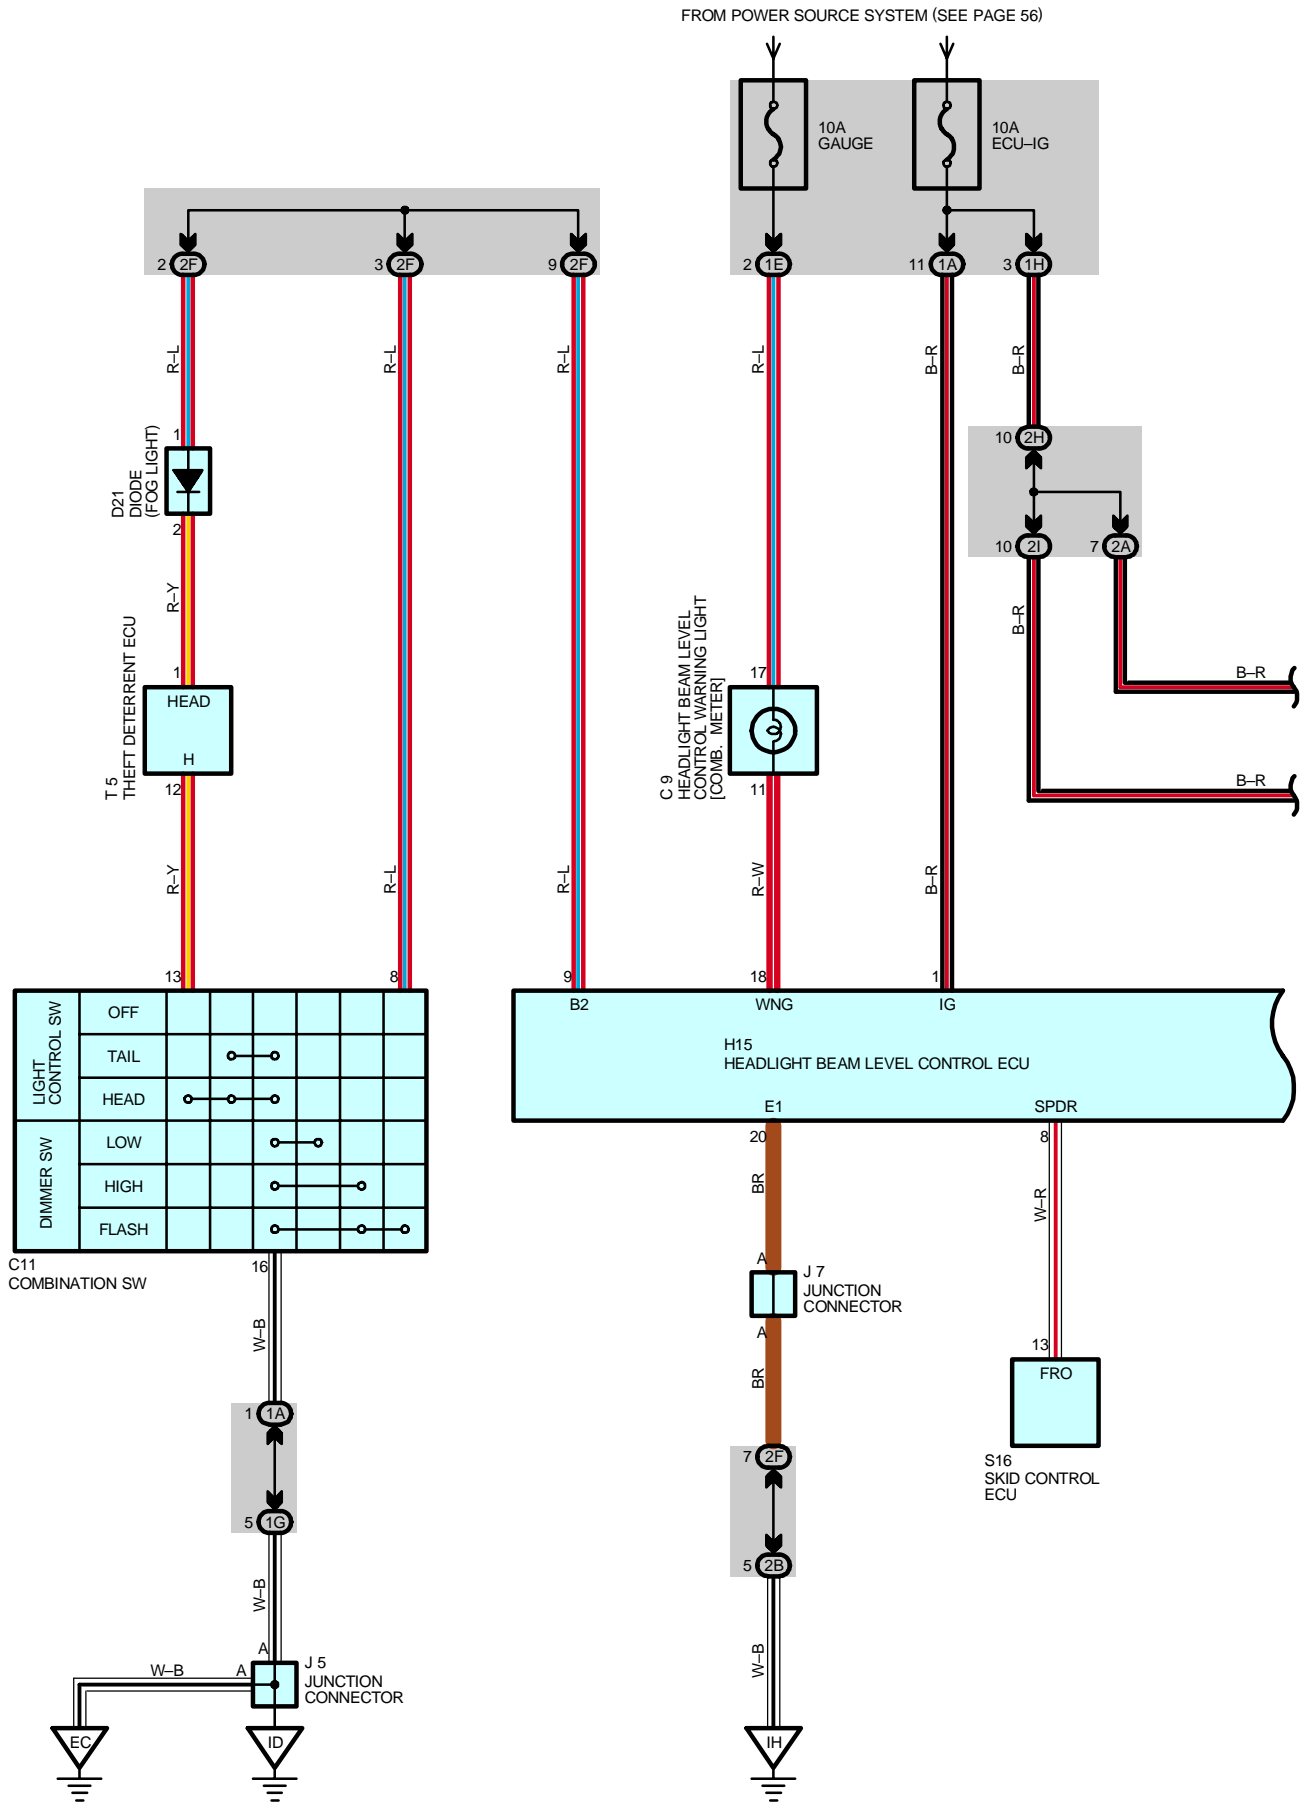 FROM POWER SOURCE SYSTEM (SEE PAGE 56)
10A
GAUGE
10A
ECU–IG
2 2F
3 2F
9 2F
2 1E
11 1A
3 1H
R–L
R–L
R–L
R–L
B–R
B–R
1
D21
DIODE
(FOG LIGHT)
2
10 2H
10 2I
7 2A
R–Y
B–R
1
T 5
THEFT DETERRENT ECU
HEAD
H
12
17
C 9
HEADLIGHT BEAM LEVEL
CONTROL WARNING LIGHT
[COMB. METER]
11
B–R
B–R
R–Y
R–L
R–L
R–W
B–R
13
8
9
18
1
LIGHT
CONTROL SW
OFF
TAIL
HEAD
DIMMER SW
LOW
HIGH
FLASH
C11
COMBINATION SW
16
B2
WNG
IG
H15
HEADLIGHT BEAM LEVEL CONTROL ECU
E1
SPDR
20
8
BR
W–R
W–B
A
J 7
JUNCTION
CONNECTOR
A
BR
13
FRO
S16
SKID CONTROL
ECU
1 1A
5 1G
7 2F
5 2B
W–B
W–B
A
W–B
A
J 5
JUNCTION
CONNECTOR
EC
ID
IH